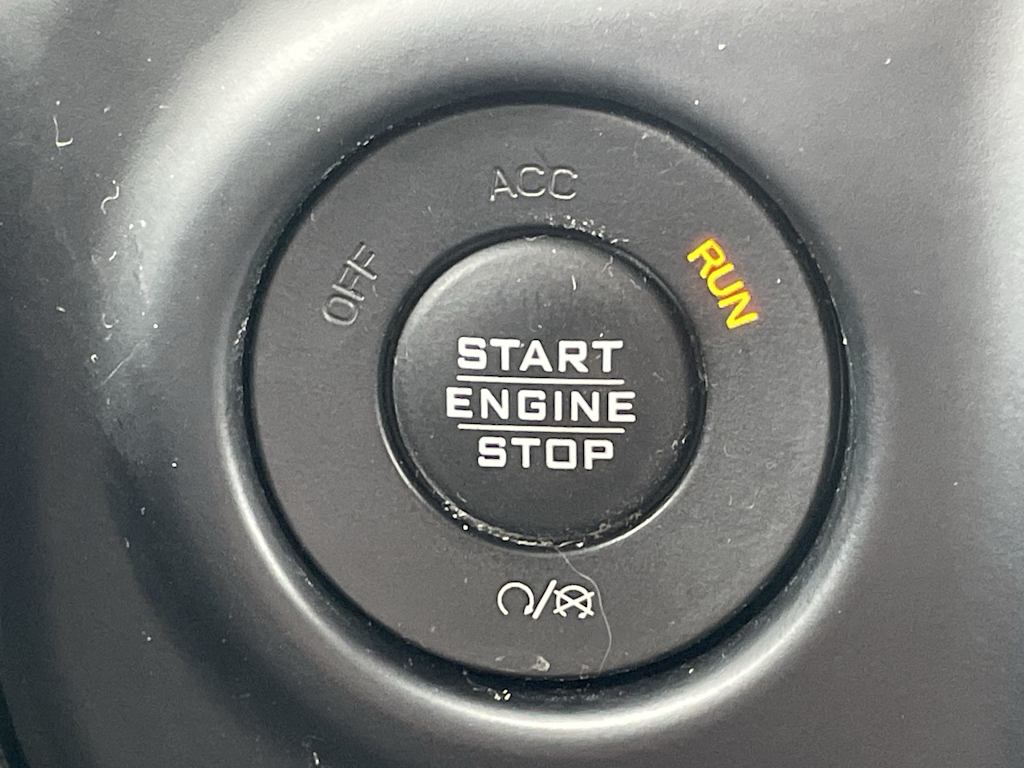 ACC
OFF
RUN
START
ENGINE
STOP